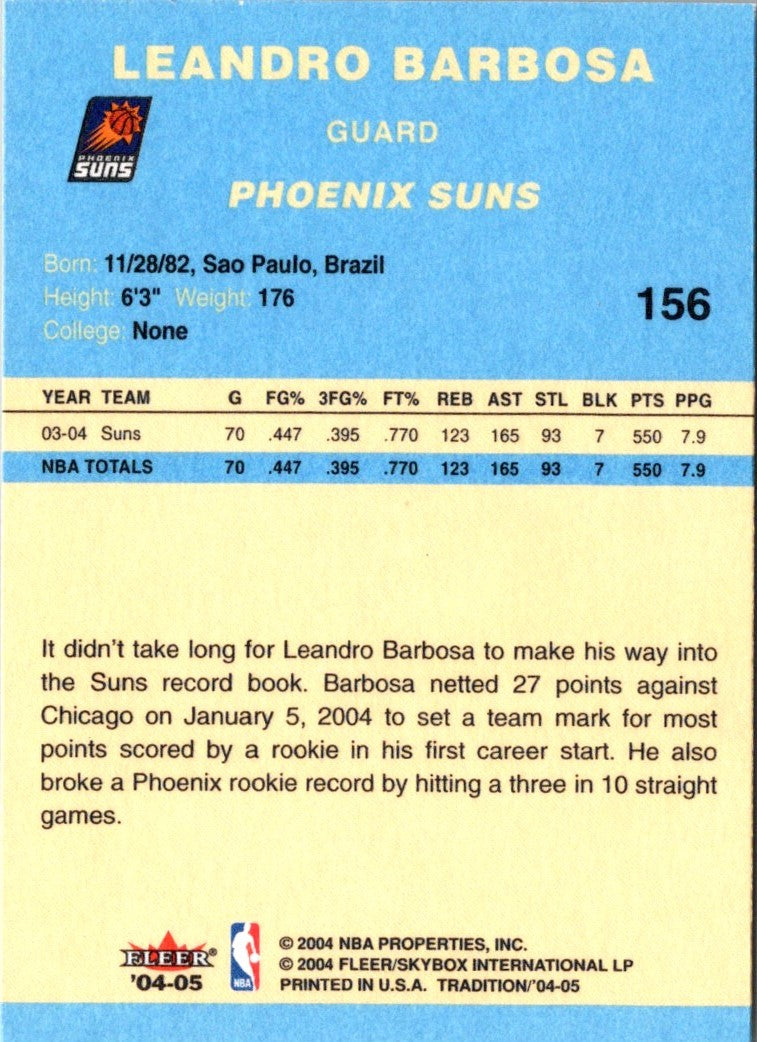 LEANDRO BARBOSA
PHOENIX
SUNS
GUARD
PHOENIX SUNS
Born: 11/28/82, Sao Paulo, Brazil
Height: 6'3" Weight: 176
College: None
156
YEAR TEAM G FG% 3FG% FT% REB AST STL BLK PTS PPG
03-04 Suns 70 .447 .395 .770 123 165 93 7 550 7.9
NBA TOTALS 70 .447 .395 .770 123 165 93 7 550 7.9
It didn't take long for Leandro Barbosa to make his way into
the Suns record book. Barbosa netted 27 points against
Chicago on January 5, 2004 to set a team mark for most
points scored by a rookie in his first career start. He also
broke a Phoenix rookie record by hitting a three in 10 straight
games.
FLEER®
'04-05
NBA
© 2004 NBA PROPERTIES, INC.
© 2004 FLEER/SKYBOX INTERNATIONAL LP
PRINTED IN U.S.A. TRADITION/'04-05